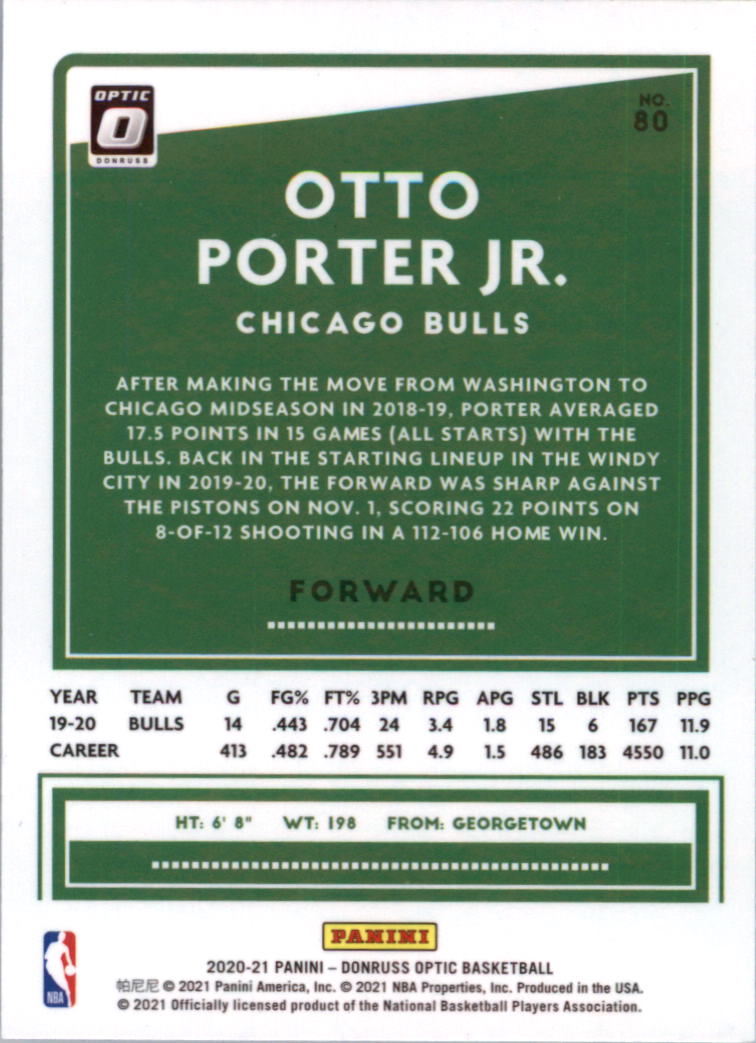 OPTIC
O
DONRUSS
NO.
80
OTTO
PORTER JR.
CHICAGO BULLS
AFTER MAKING THE MOVE FROM WASHINGTON TO
CHICAGO MIDSEASON IN 2018-19, PORTER AVERAGED
17.5 POINTS IN 15 GAMES (ALL STARTS) WITH THE
BULLS. BACK IN THE STARTING LINEUP IN THE WINDY
CITY IN 2019-20, THE FORWARD WAS SHARP AGAINST
THE PISTONS ON NOV. 1, SCORING 22 POINTS ON
8-OF-12 SHOOTING IN A 112-106 HOME WIN.
FORWARD
YEAR TEAM G FG% FT% 3PM RPG APG STL BLK PTS PPG
19-20 BULLS 14 .443 .704 24 3.4 1.8 15 6 167 11.9
CAREER 413 .482 .789 551 4.9 1.5 486 183 4550 11.0
HT: 6' 8" WT: 198 FROM: GEORGETOWN
PANINI
NBA
2020-21 PANINI – DONRUSS OPTIC BASKETBALL
帕尼尼 © 2021 Panini America, Inc. © 2021 NBA Properties, Inc. Produced in the USA.
© 2021 Officially licensed product of the National Basketball Players Association.